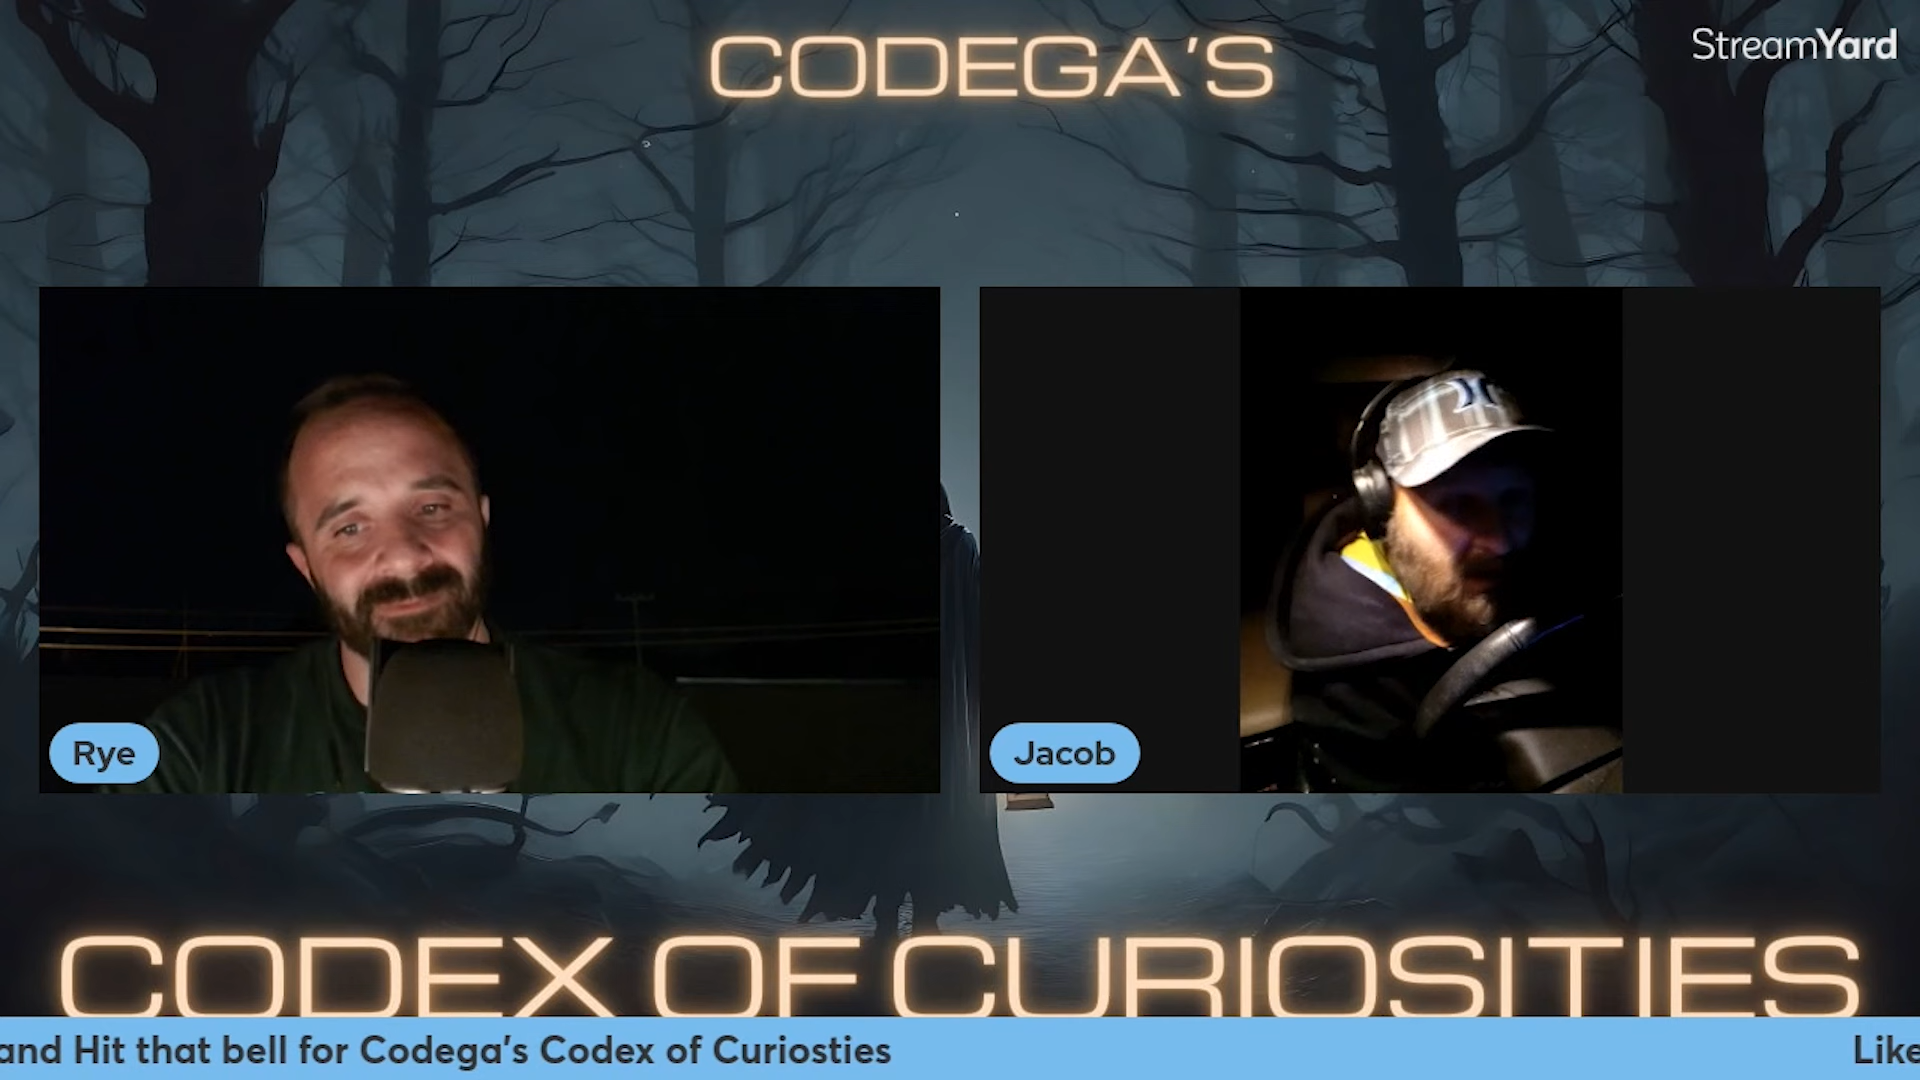 CODEGA'S
StreamYard
Rye
Jacob
CODEX OF CURIOSITIES
and Hit that bell for Codega's Codex of Curiosties
Like